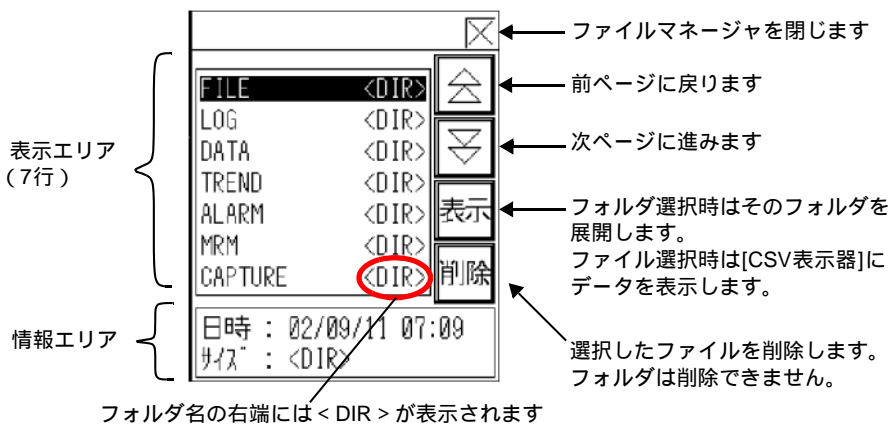 ファイルマネージャを閉じます
FILE <DIR>
LOG <DIR>
DATA <DIR>
TREND <DIR>
ALARM <DIR>
MRM <DIR>
CAPTURE <DIR>
表示
削除
前ページに戻ります
次ページに進みます
フォルダ選択時はそのフォルダを
展開します。
ファイル選択時は[CSV表示器]に
データを表示します。
選択したファイルを削除します。
フォルダは削除できません。
表示エリア
(7行)
情報エリア
日時 : 02/09/11 07:09
ｻｲｽﾞ : <DIR>
フォルダ名の右端には < DIR > が表示されます